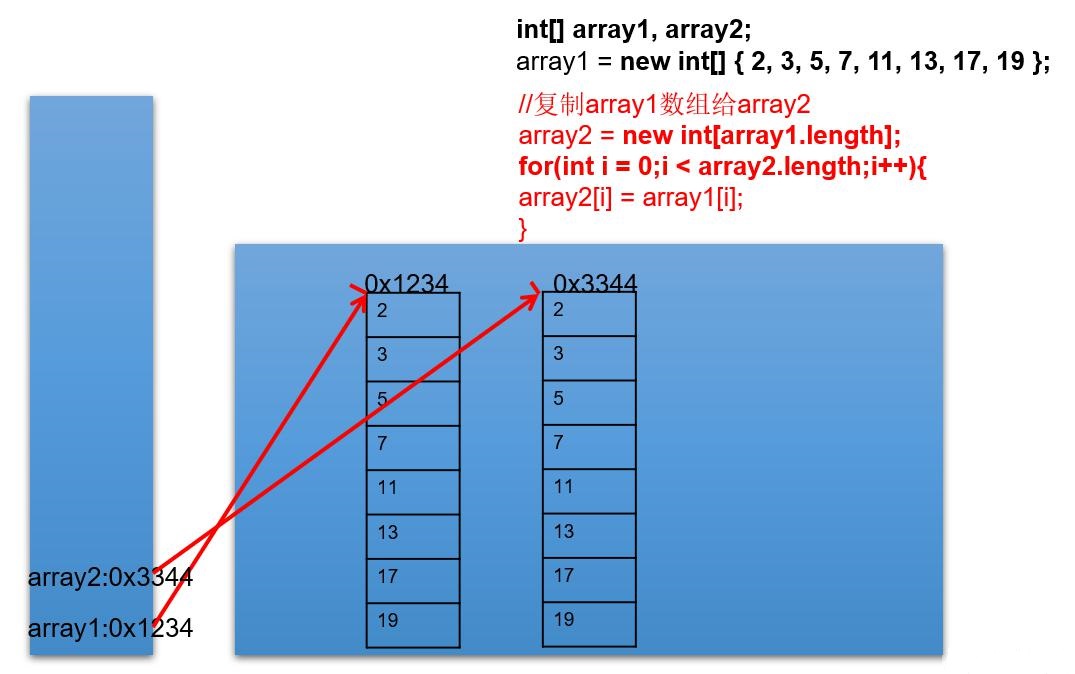 int[] array1, array2;
array1 = new int[] { 2, 3, 5, 7, 11, 13, 17, 19 };
//复制array1数组给array2
array2 = new int[array1.length];
for(int i = 0;i < array2.length;i++){
array2[i] = array1[i];
}
0x1234
2
3
5
7
11
13
17
19
0x3344
2
3
5
7
11
13
17
19
array2:0x3344
array1:0x1234